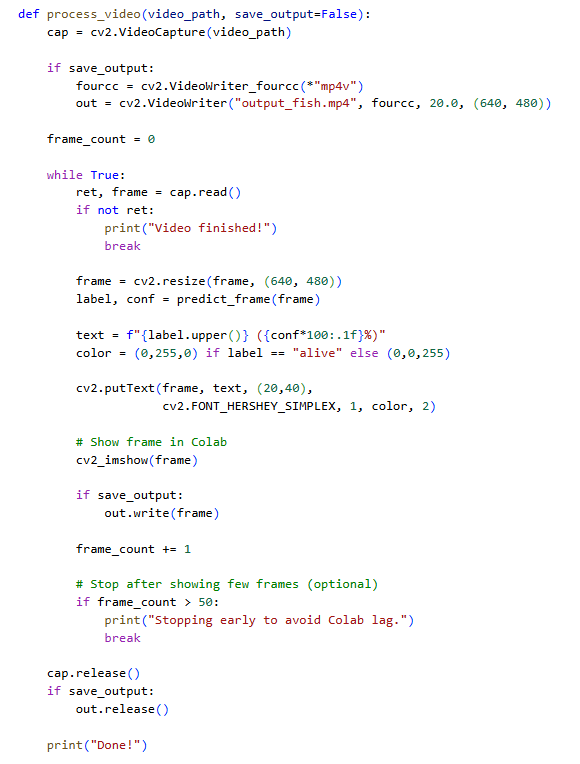 def process_video(video_path, save_output=False):
    cap = cv2.VideoCapture(video_path)

    if save_output:
        fourcc = cv2.VideoWriter_fourcc(*"mp4v")
        out = cv2.VideoWriter("output_fish.mp4", fourcc, 20.0, (640, 480))

    frame_count = 0

    while True:
        ret, frame = cap.read()
        if not ret:
            print("Video finished!")
            break

        frame = cv2.resize(frame, (640, 480))
        label, conf = predict_frame(frame)

        text = f"{label.upper()} ({conf*100:.1f}%)"
        color = (0,255,0) if label == "alive" else (0,0,255)

        cv2.putText(frame, text, (20,40),
                    cv2.FONT_HERSHEY_SIMPLEX, 1, color, 2)

        # Show frame in Colab
        cv2_imshow(frame)

        if save_output:
            out.write(frame)

        frame_count += 1

        # Stop after showing few frames (optional)
        if frame_count > 50:
            print("Stopping early to avoid Colab lag.")
            break

    cap.release()
    if save_output:
        out.release()

    print("Done!")